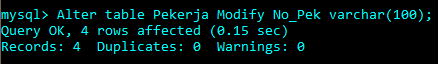 mysql> Alter table Pekerja Modify No_Pek varchar(100);
Query OK, 4 rows affected (0.15 sec)
Records: 4  Duplicates: 0  Warnings: 0